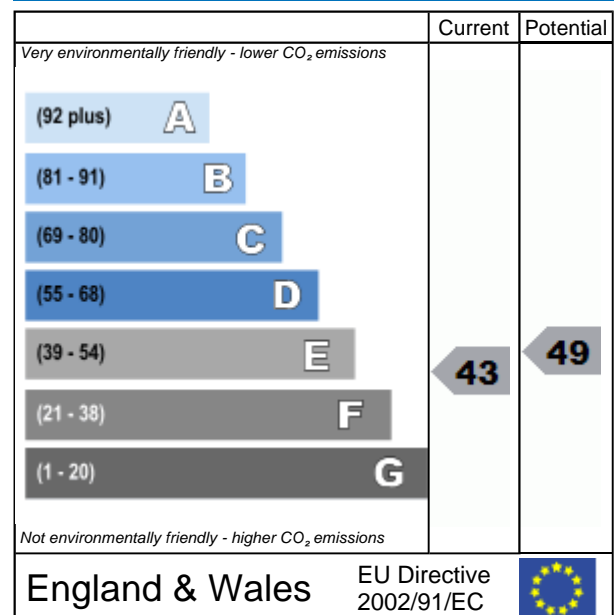 Current Potential
Very environmentally friendly - lower CO₂ emissions
(92 plus) A
(81 - 91) B
(69 - 80) C
(55 - 68) D
(39 - 54) E
43 49
(21 - 38) F
(1 - 20) G
Not environmentally friendly - higher CO₂ emissions
England & Wales
EU Directive
2002/91/EC